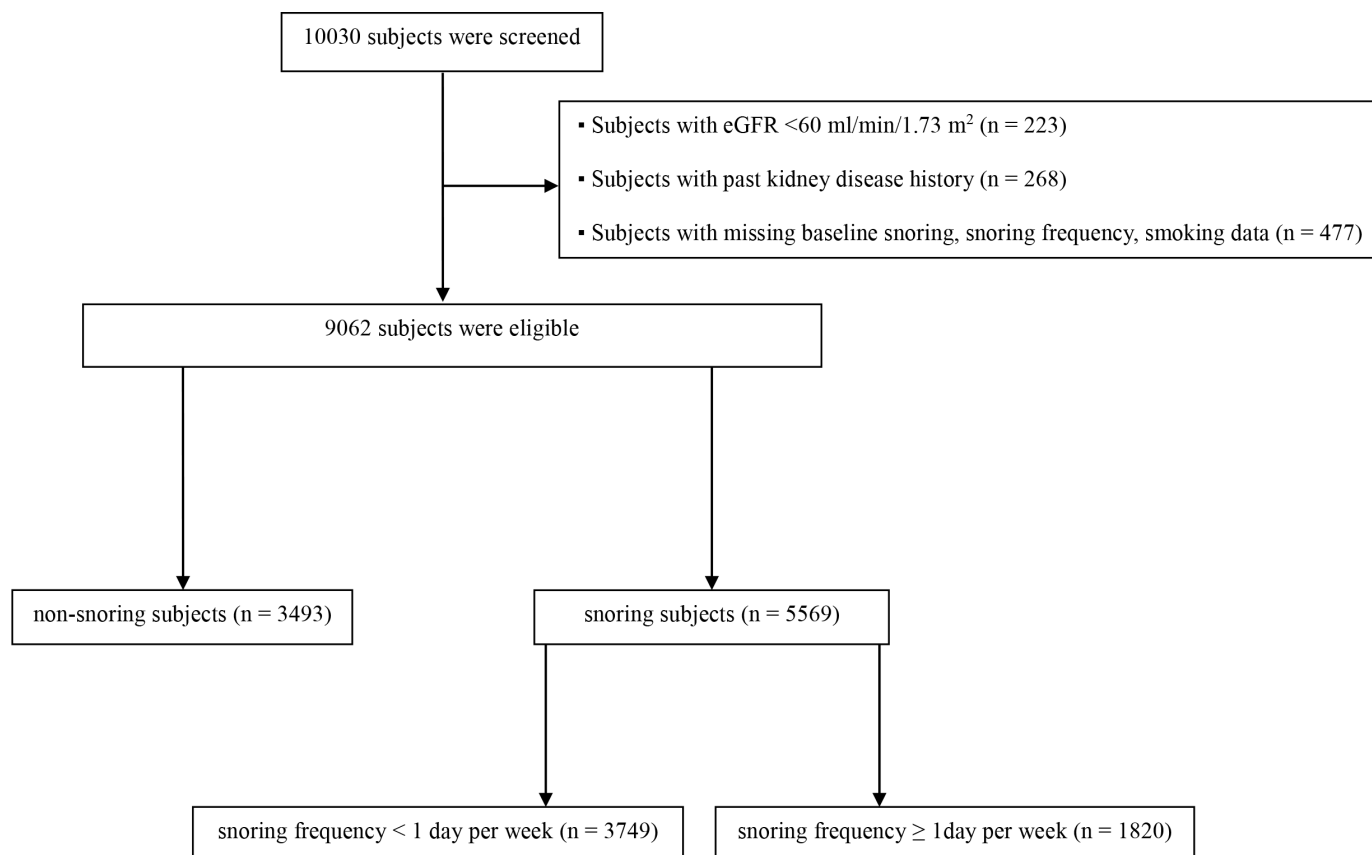 10030 subjects were screened
▪ Subjects with eGFR <60 ml/min/1.73 m² (n = 223)
▪ Subjects with past kidney disease history (n = 268)
▪ Subjects with missing baseline snoring, snoring frequency, smoking data (n = 477)
9062 subjects were eligible
non-snoring subjects (n = 3493)
snoring subjects (n = 5569)
snoring frequency < 1 day per week (n = 3749)
snoring frequency ≥ 1day per week (n = 1820)